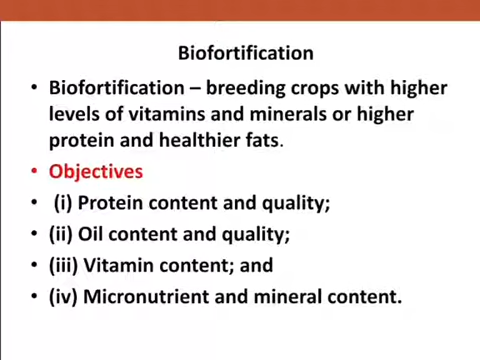 Biofortification
• Biofortification – breeding crops with higher
levels of vitamins and minerals or higher
protein and healthier fats.
• Objectives
• (i) Protein content and quality;
• (ii) Oil content and quality;
• (iii) Vitamin content; and
• (iv) Micronutrient and mineral content.